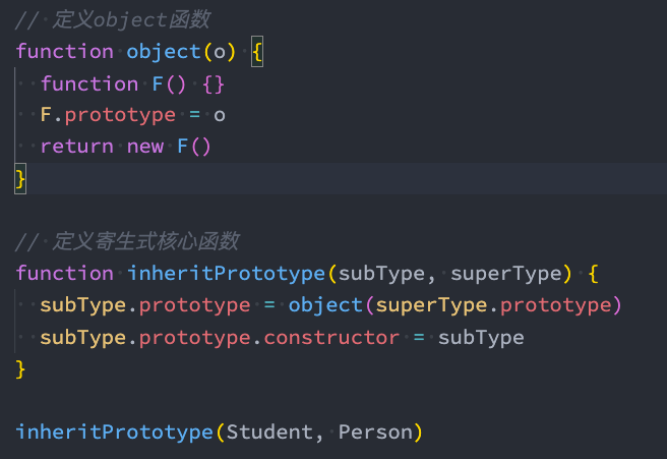 // 定义object函数
function object(o) {
  function F() {}
  F.prototype = o
  return new F()
}
// 定义寄生式核心函数
function inheritPrototype(subType, superType) {
  subType.prototype = object(superType.prototype)
  subType.prototype.constructor = subType
}
inheritPrototype(Student, Person)